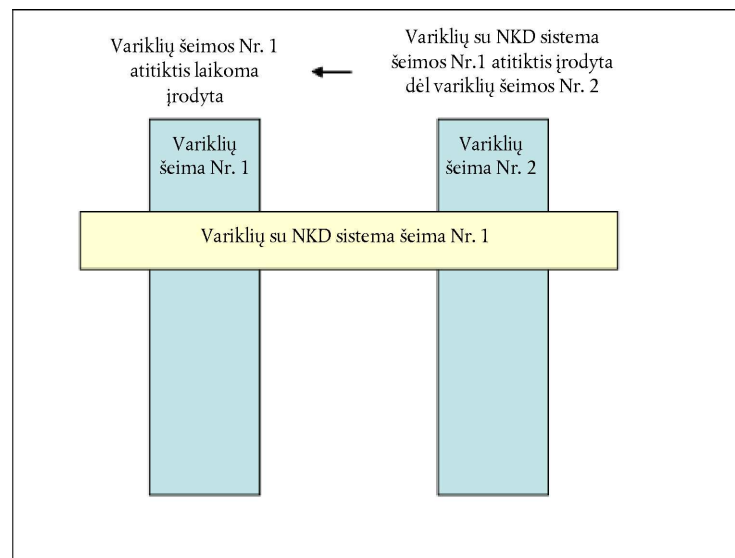 Variklių šeimos Nr. 1
atitiktis laikoma
įrodyta
Variklių su NKD sistema
šeimos Nr.1 atitiktis įrodyta
dėl variklių šeimos Nr. 2
Variklių
šeima Nr. 1
Variklių
šeima Nr. 2
Variklių su NKD sistema šeima Nr. 1